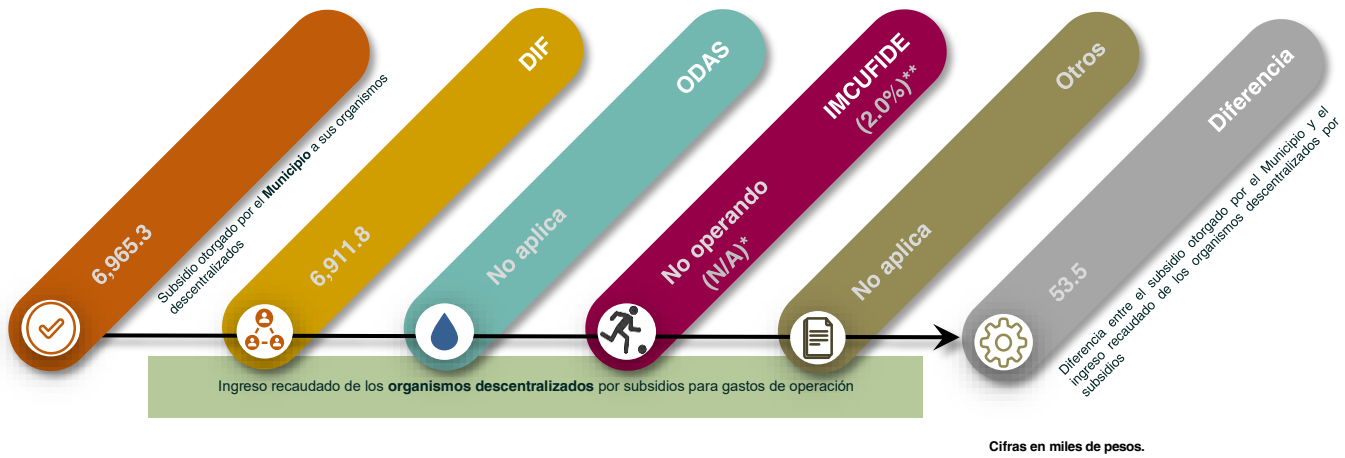 6,965.3
Subsidio otorgado por el Municipio a sus organismos
descentralizados
DIF
6,911.8
ODAS
No aplica
IMCUFIDE
(2.0%)**
No operando
(N/A)*
Otros
No aplica
Diferencia
53.5
Diferencia entre el subsidio otorgado por el Municipio y el
ingreso recaudado de los organismos descentralizados por
subsidios
Ingreso recaudado de los organismos descentralizados por subsidios para gastos de operación
Cifras en miles de pesos.